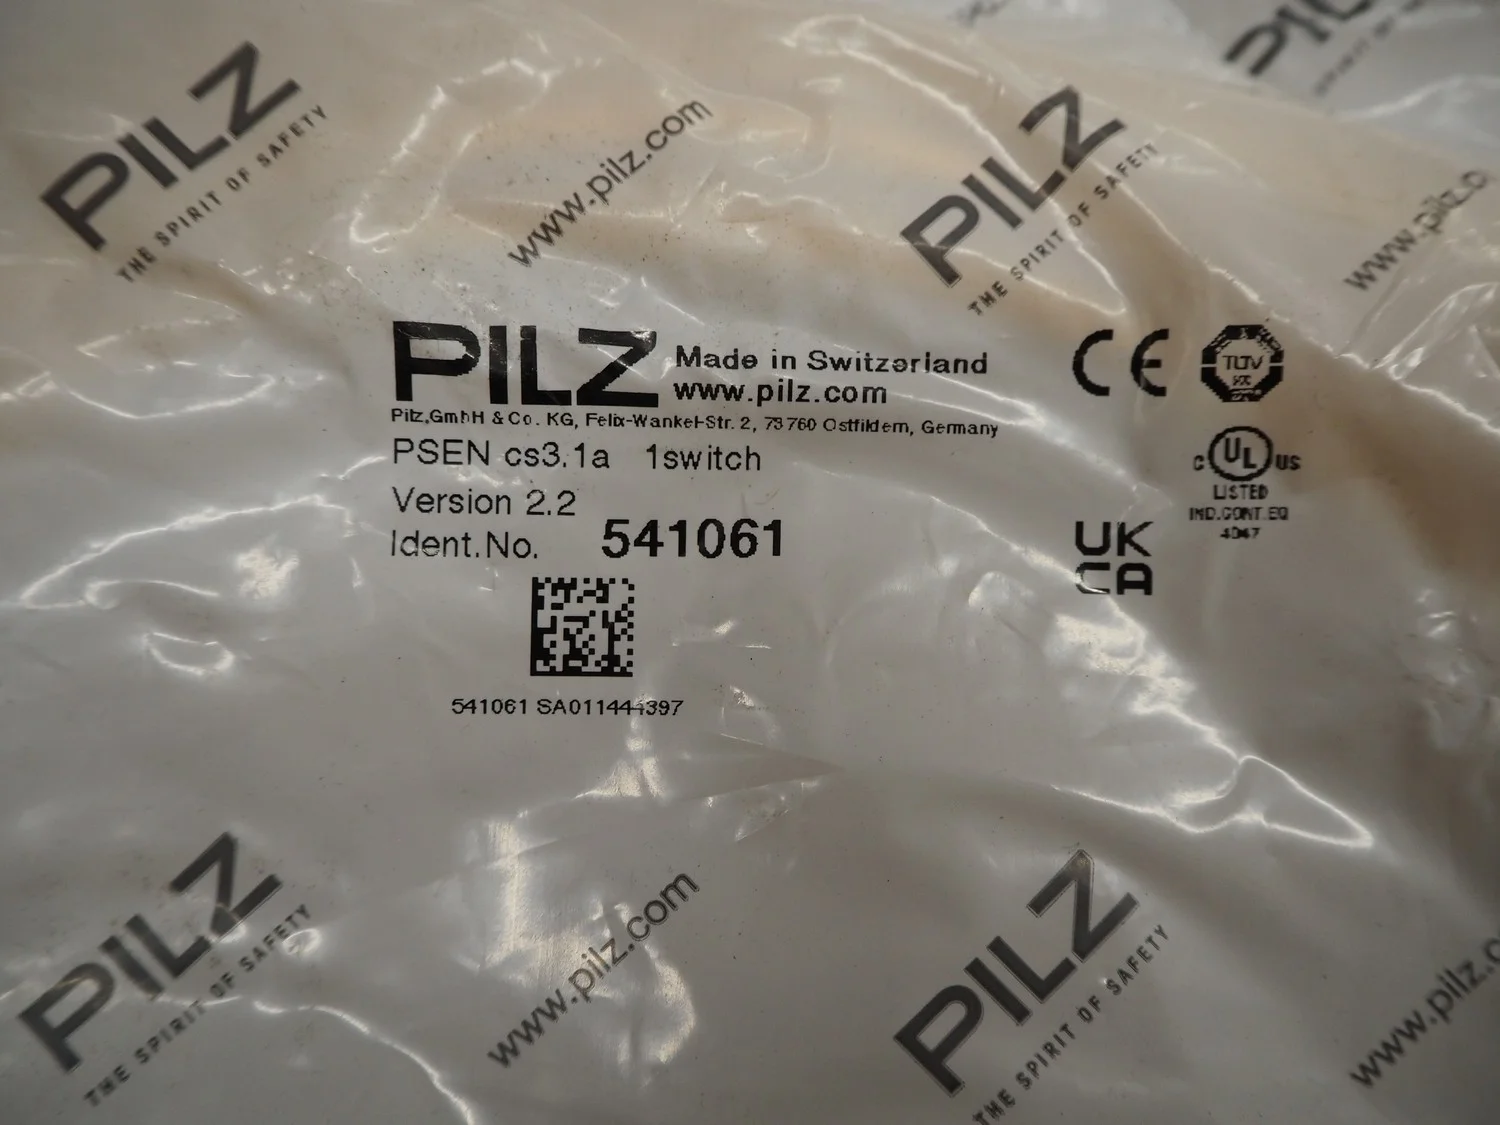 PILZ
THE SPIRIT OF SAFETY
www.pilz.com
PILZ
THE SPIRIT OF SAFETY
PILZ
Made in Switzerland
www.pilz.com
Pilz GmbH & Co. KG, Felix-Wankel-Str. 2, 73760 Ostfildern, Germany
PSEN cs3.1a 1switch
Version 2.2
Ident.No. 541061
541061 SA011444397
CE
TÜV
C UL US
LISTED
IND.CONT.EQ
4D47
UK
CA
PILZ
THE SPIRIT OF SAFETY
www.pilz.com
PILZ
THE SPIRIT OF SAFETY